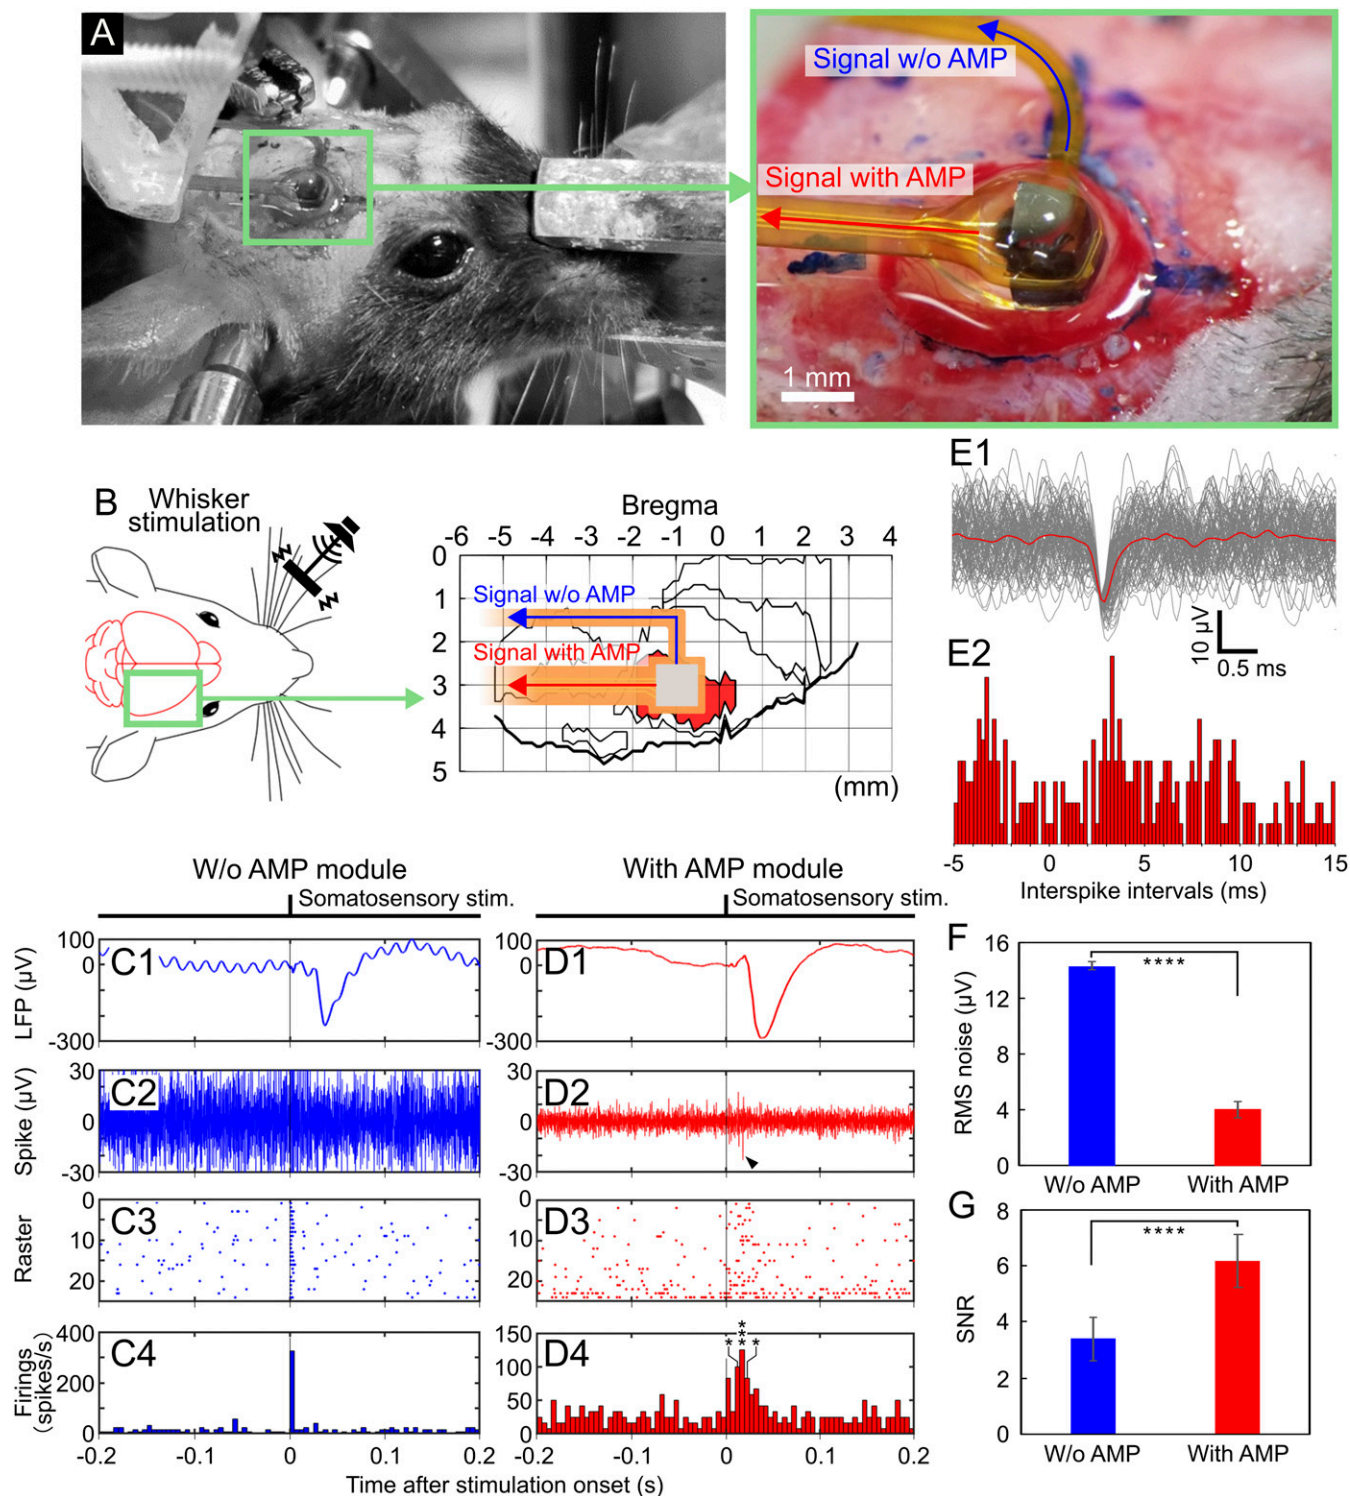 A
Signal w/o AMP
Signal with AMP
1 mm
B
Whisker
stimulation
Bregma
-6 -5 -4 -3 -2 -1 0 1 2 3 4
0
1
2
3
4
5
(mm)
Signal w/o AMP
Signal with AMP
E1
10 µV
0.5 ms
E2
-5 0 5 10 15
Interspike intervals (ms)
W/o AMP module
Somatosensory stim.
With AMP module
Somatosensory stim.
C1
LFP (µV)
100
0
-300
D1
100
0
-300
C2
Spike (µV)
30
0
-30
D2
30
0
-30
C3
Raster
0
10
20
D3
0
10
20
C4
Firings
(spikes/s)
400
200
0
-0.2 -0.1 0 0.1 0.2
D4
150
100
50
0
* *** *
-0.2 -0.1 0 0.1 0.2
Time after stimulation onset (s)
F
RMS noise (µV)
16
12
8
4
0
****
W/o AMP With AMP
G
SNR
8
6
4
2
0
****
W/o AMP With AMP